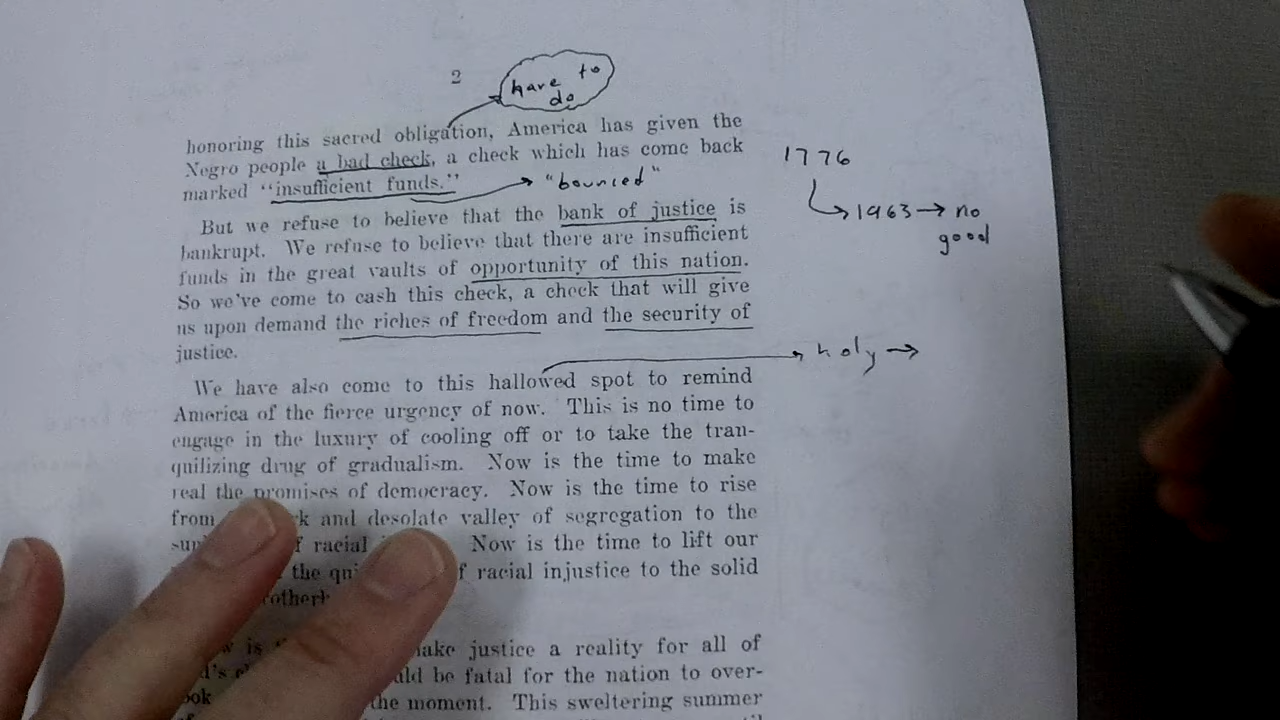 2
have to
do
honoring this sacred obligation, America has given the
Negro people a bad check, a check which has come back
marked “insufficient funds.”
"bounced"
1776
1963 → no
good
But we refuse to believe that the bank of justice is
bankrupt. We refuse to believe that there are insufficient
funds in the great vaults of opportunity of this nation.
So we've come to cash this check, a check that will give
us upon demand the riches of freedom and the security of
justice.
holy →
We have also come to this hallowed spot to remind
America of the fierce urgency of now. This is no time to
engage in the luxury of cooling off or to take the tran-
quilizing drug of gradualism. Now is the time to make
real the promises of democracy. Now is the time to rise
from and desolate valley of segregation to the
of racial Now is the time to lift our
the of racial injustice to the solid
is make justice a reality for all of
be fatal for the nation to over-
the moment. This sweltering summer